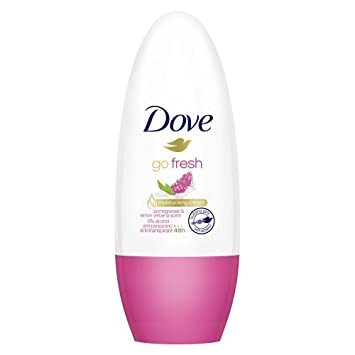 Dove
go fresh
moisturising cream
pomegranate &
lemon verbena scent
0% alcohol
anti-perspirant
anti-transpirant 48h